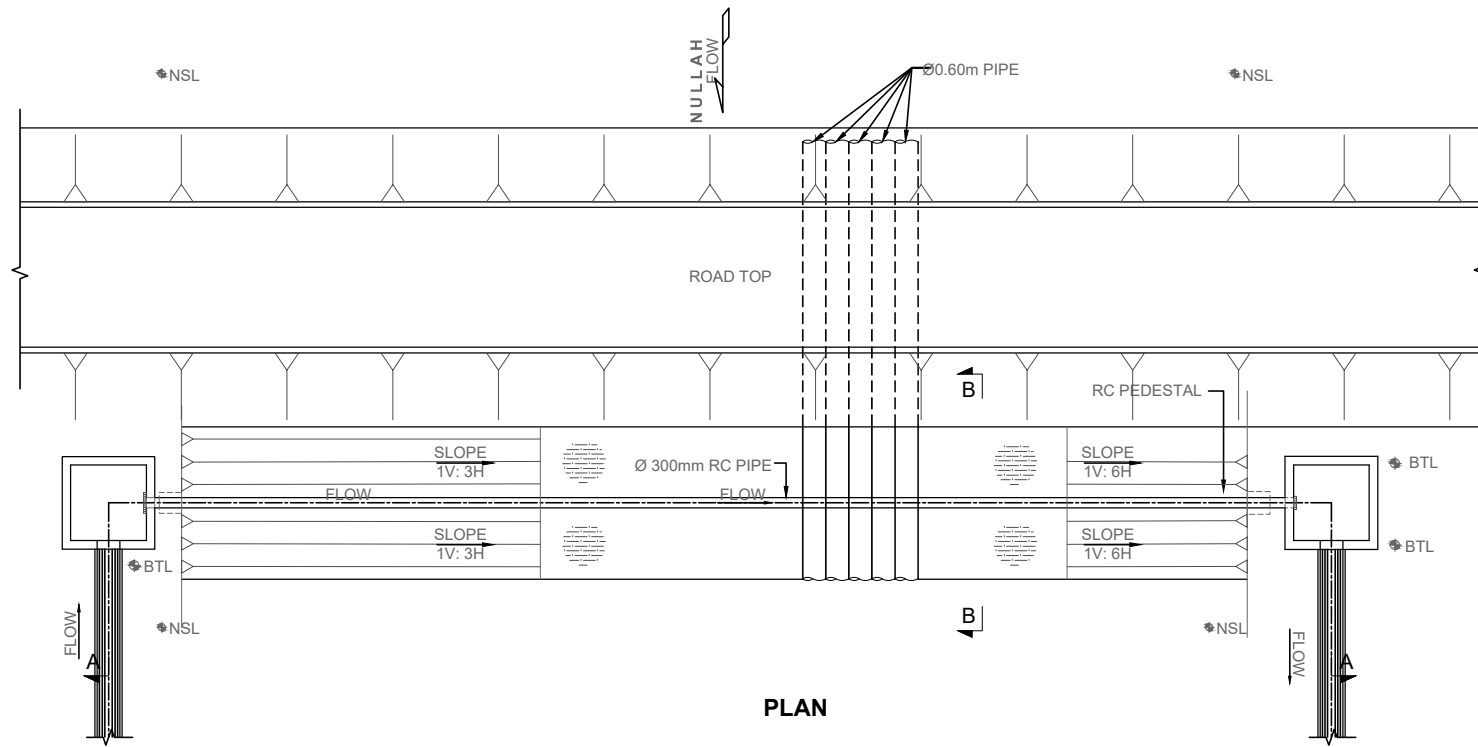 NULLAH
FLOW
Ø0.60m PIPE
NSL
NSL
ROAD TOP
B
RC PEDESTAL
SLOPE
1V: 3H
SLOPE
1V: 6H
Ø 300mm RC PIPE
BTL
FLOW
FLOW
SLOPE
1V: 3H
SLOPE
1V: 6H
BTL
BTL
B
NSL
NSL
FLOW
FLOW
A
A
PLAN